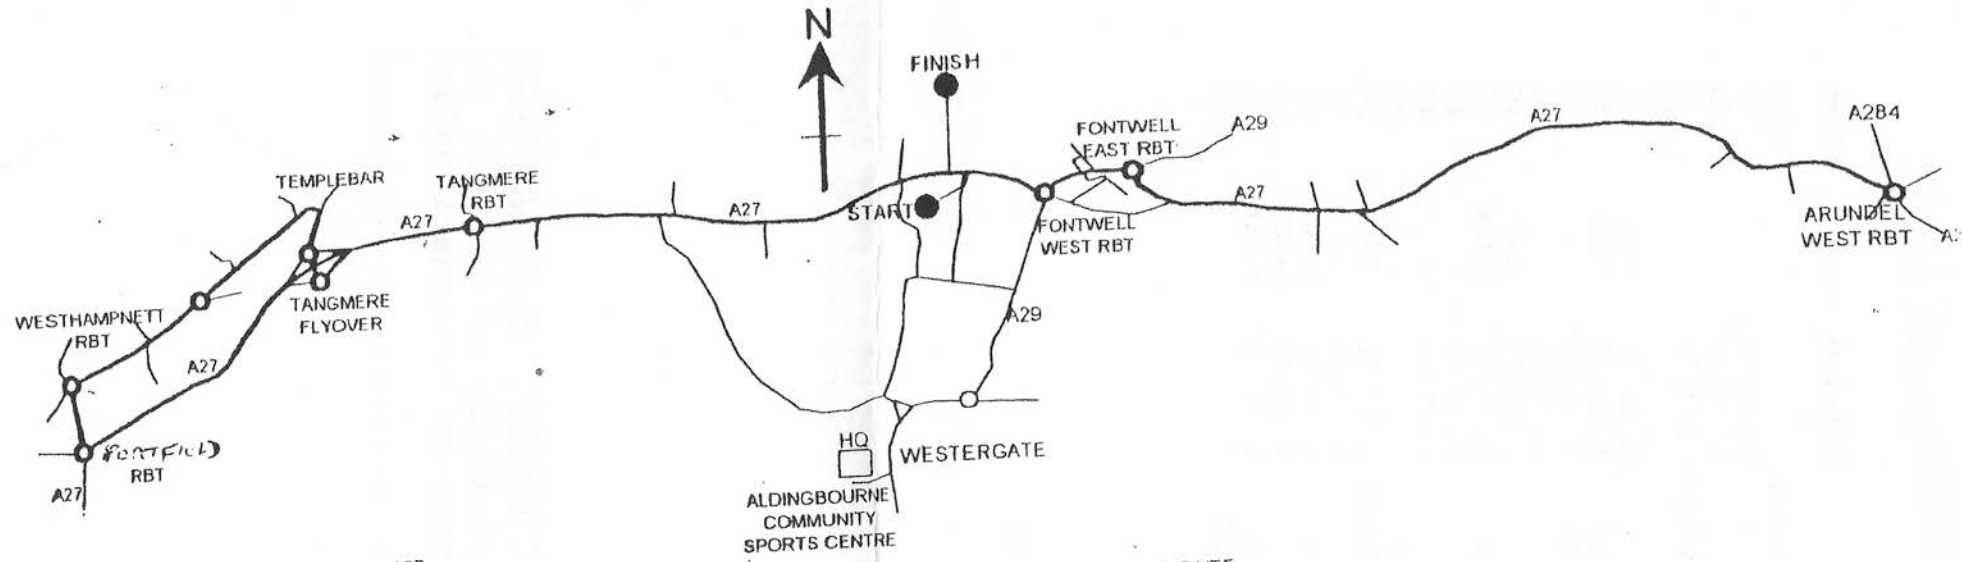 N
FINISH
FONTWELL
EAST RBT
A29
A27
A284
TEMPLEBAR
TANGMERE
RBT
A27
A27
START
A27
FONTWELL
WEST RBT
ARUNDEL
WEST RBT
TANGMERE
FLYOVER
WESTHAMPNETT
RBT
A29
A27
HQ
WESTERGATE
PORTFIELD
RBT
A27
ALDINGBOURNE
COMMUNITY
SPORTS CENTRE